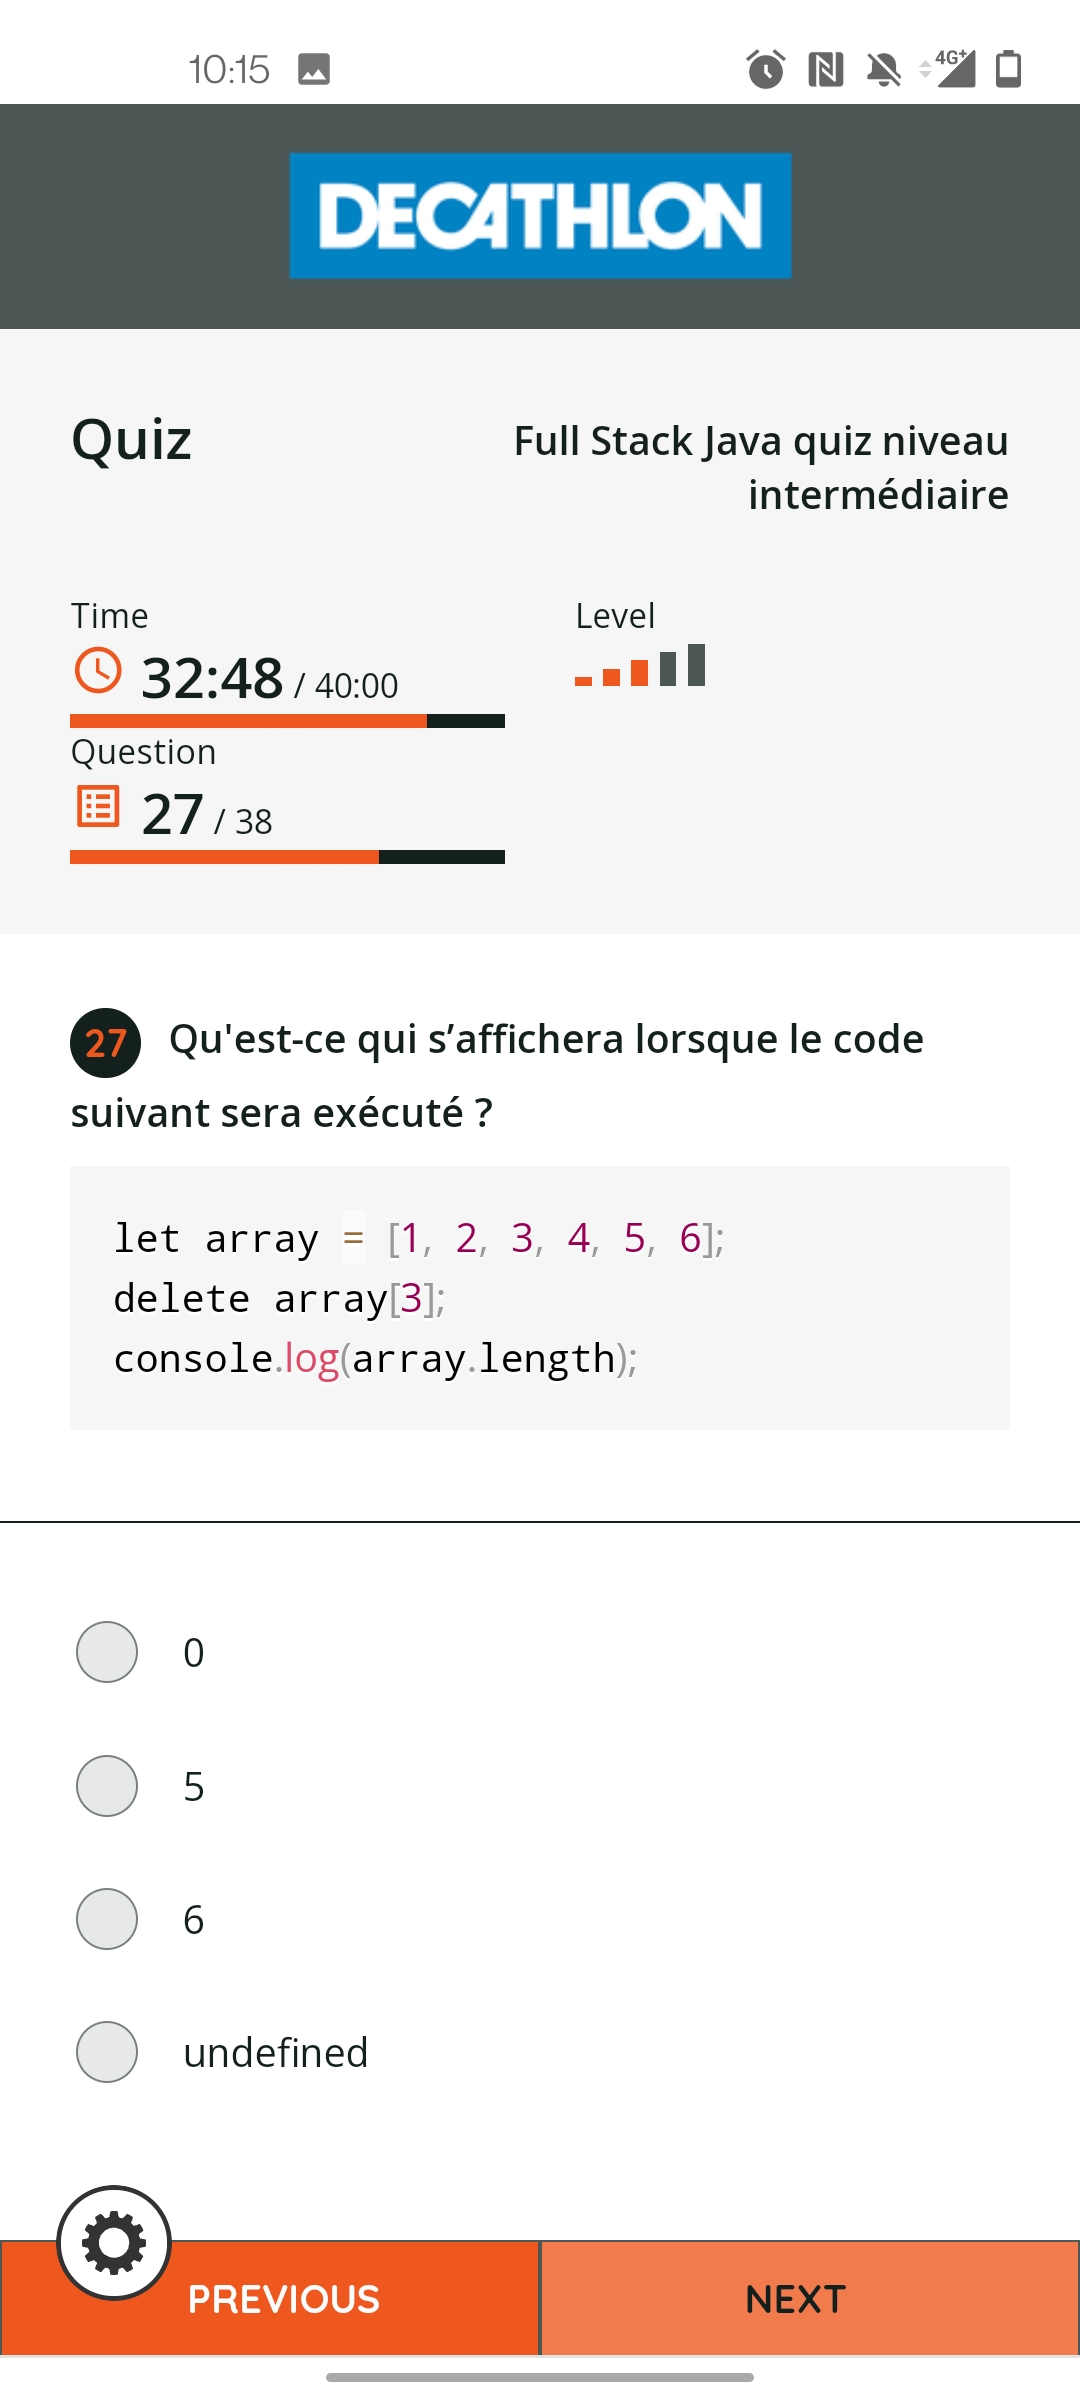 10:15
4G+
DECATHLON
Quiz
Full Stack Java quiz niveau
intermédiaire
Time
Level
32:48 / 40:00
Question
27 / 38
27 Qu'est-ce qui s’affichera lorsque le code
suivant sera exécuté ?
let array = [1, 2, 3, 4, 5, 6];
delete array[3];
console.log(array.length);
0
5
6
undefined
PREVIOUS
NEXT